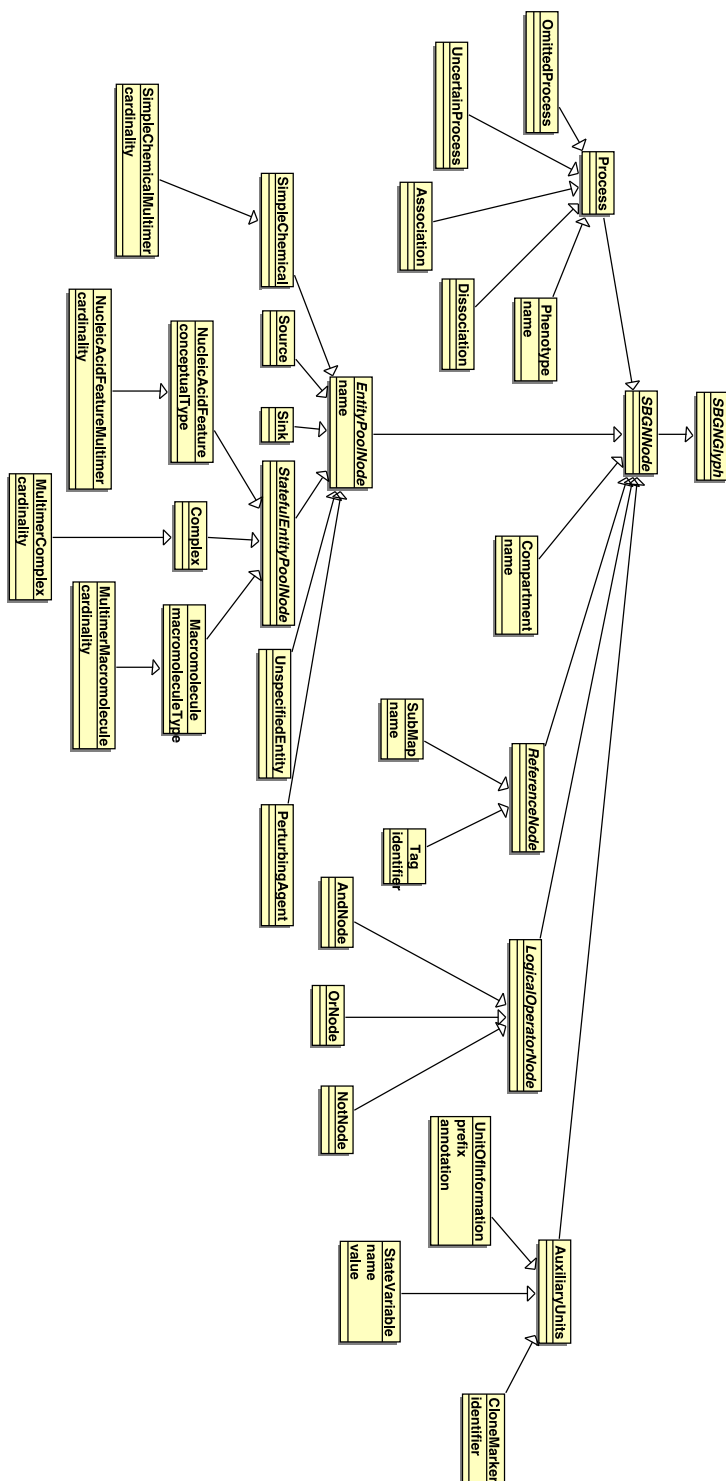 SBGNGlyph
SBGNNode
Process
OmittedProcess
UncertainProcess
Association
Dissociation
Phenotype
name
Compartment
name
EntityPoolNode
name
SimpleChemical
Source
Sink
StatefulEntityPoolNode
UnspecifiedEntity
PerturbingAgent
SimpleChemicalMultimer
cardinality
NucleicAcidFeature
conceptualType
NucleicAcidFeatureMultimer
cardinality
Complex
MultimerComplex
cardinality
Macromolecule
macromoleculeType
MultimerMacromolecule
cardinality
ReferenceNode
SubMap
name
Tag
identifier
LogicalOperatorNode
AndNode
OrNode
NotNode
AuxiliaryUnits
UnitOfInformation
prefix
annotation
StateVariable
name
value
CloneMarker
identifier